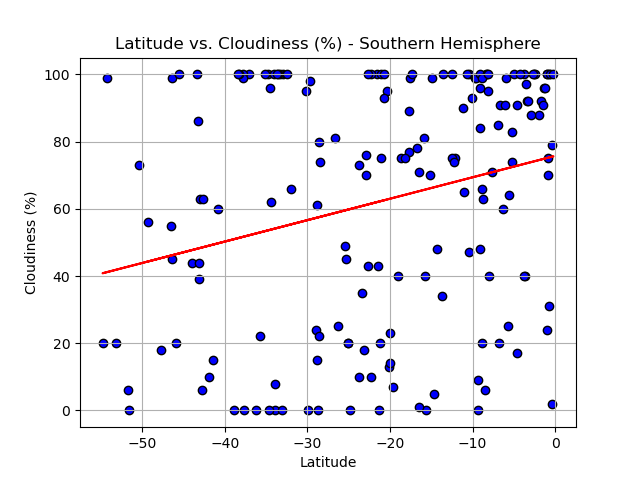 Latitude vs. Cloudiness (%) - Southern Hemisphere
100
80
60
40
20
0
Cloudiness (%)
−50 −40 −30 −20 −10 0
Latitude